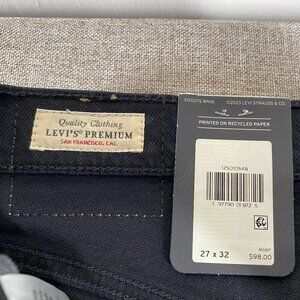 Quality Clothing
LEVI'S® PREMIUM
SAN FRANCISCO, CAL.
©2023 LEVI STRAUSS & CO.
PRINTED ON RECYCLED PAPER
27 x 32
MSRP
$98.00